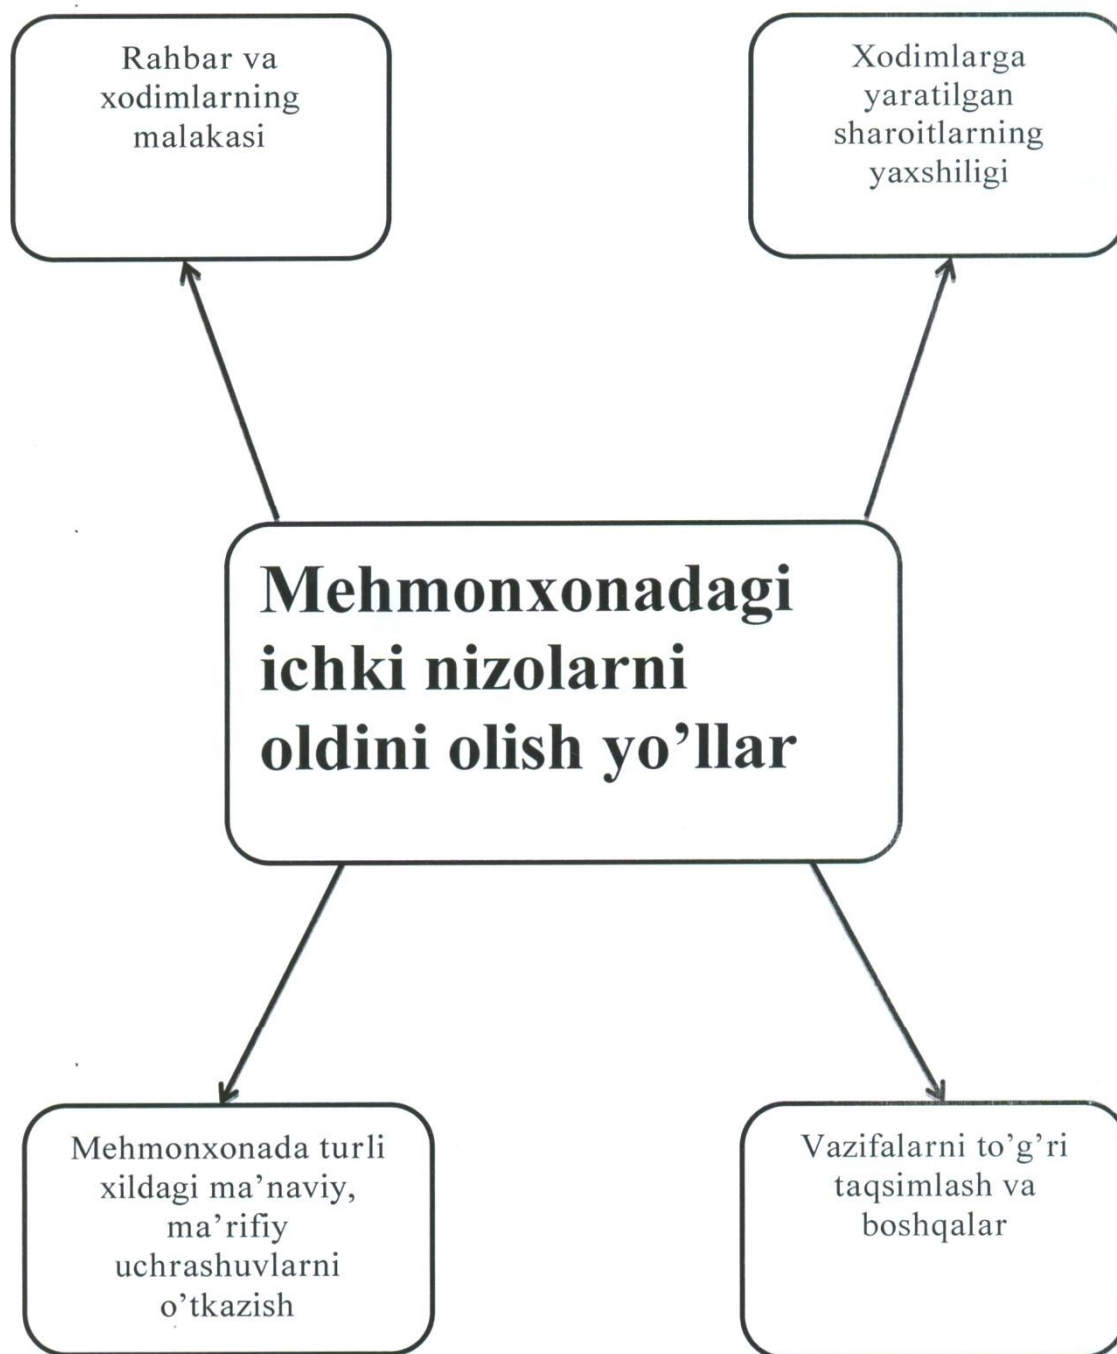 Rahbar va
xodimlarning
malakasi
Xodimlarga
yaratilgan
sharoitlarning
yaxshiligi
Mehmonxonadagi
ichki nizolarni
oldini olish yo’llar
Mehmonxonada turli
xildagi ma’naviy,
ma’rifiy
uchrashuvlarni
o’tkazish
Vazifalarni to’g’ri
taqsimlash va
boshqalar